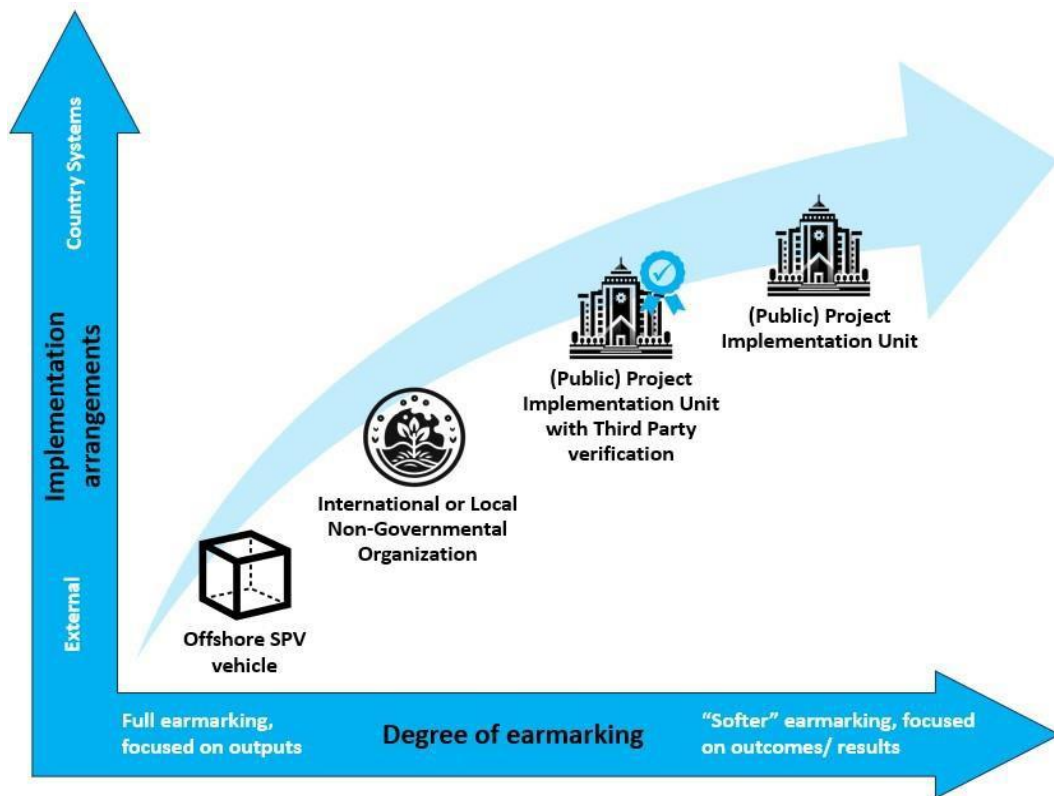 Country Systems
Implementation
arrangements
External
(Public) Project
Implementation Unit
(Public) Project
Implementation Unit
with Third Party
verification
International or Local
Non-Governmental
Organization
Offshore SPV
vehicle
Full earmarking,
focused on outputs
Degree of earmarking
“Softer” earmarking, focused
on outcomes/ results